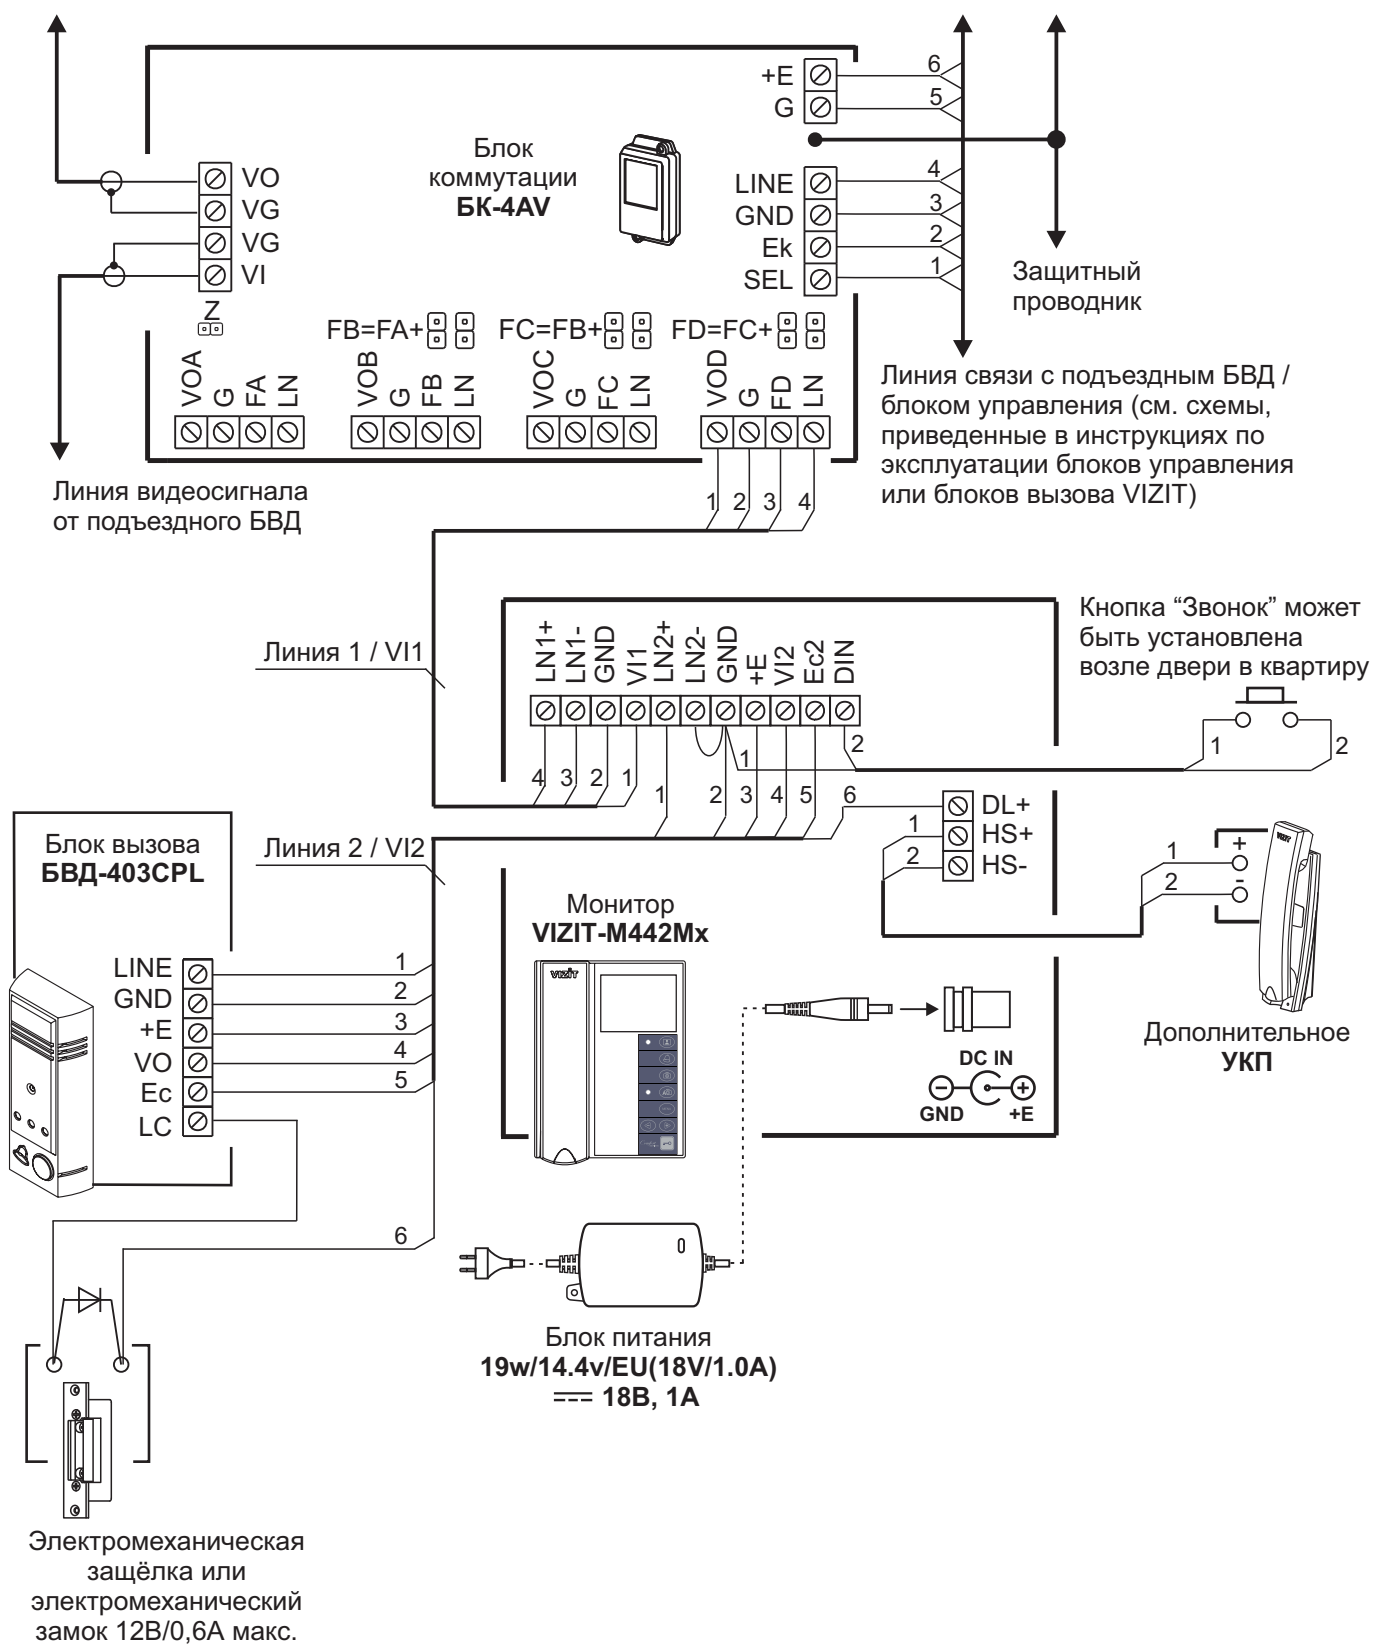 +E
G
6
5
Блок
коммутации
БК-4AV
VO
VG
VG
VI
Z
LINE
GND
Ek
SEL
4
3
2
1
Защитный
проводник
FB=FA+
FC=FB+
FD=FC+
VOA
G
FA
LN
VOB
G
FB
LN
VOC
G
FC
LN
VOD
G
FD
LN
Линия связи с подъездным БВД /
блоком управления (см. схемы,
приведенные в инструкциях по
эксплуатации блоков управления
или блоков вызова VIZIT)
Линия видеосигнала
от подъездного БВД
1
2
3
4
Кнопка “Звонок” может
быть установлена
возле двери в квартиру
1
2
Линия 1 / VI1
LN1+
LN1-
GND
VI1
LN2+
LN2-
GND
+E
VI2
Ec2
DIN
4
3
2
1
1
2
1
2
3
4
5
6
DL+
HS+
HS-
1
2
1
2
+
-
VIZIT
Дополнительное
УКП
Линия 2 / VI2
Блок вызова
БВД-403CPL
LINE
GND
+E
VO
Ec
LC
1
2
3
4
5
6
Монитор
VIZIT-M442Mx
VIZIT
DC IN
GND
+E
Блок питания
19w/14.4v/EU(18V/1.0A)
18В, 1А
Электромеханическая
защёлка или
электромеханический
замок 12В/0,6А макс.